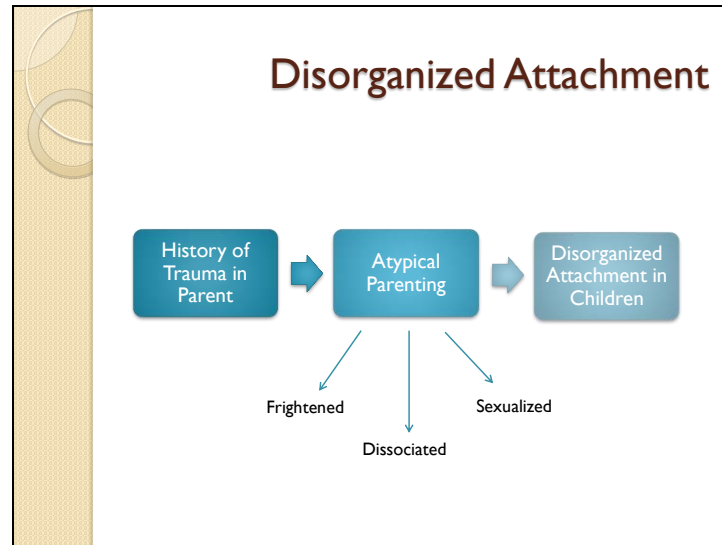 Disorganized Attachment
History of
Trauma in
Parent
Atypical
Parenting
Disorganized
Attachment in
Children
Frightened
Dissociated
Sexualized